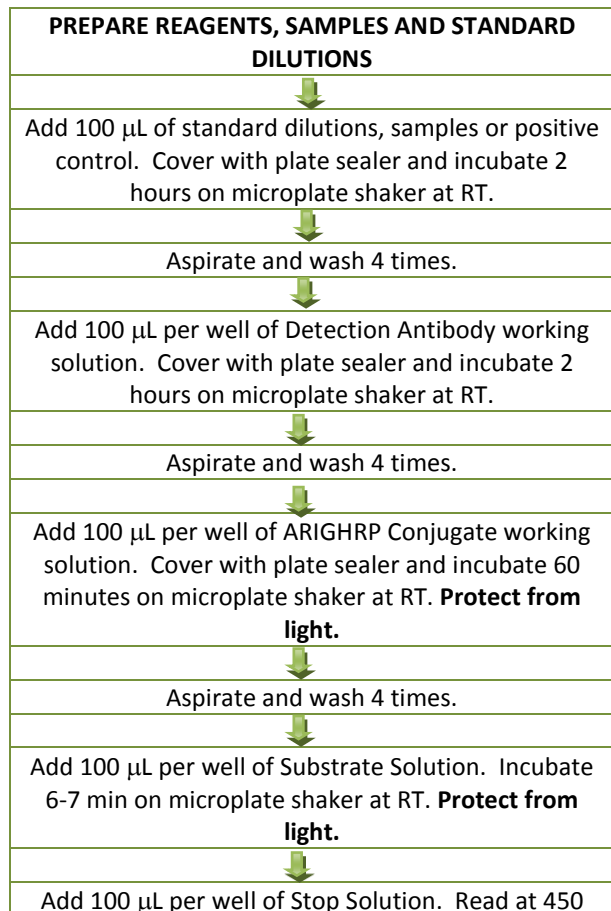 PREPARE REAGENTS, SAMPLES AND STANDARD
DILUTIONS
Add 100 μL of standard dilutions, samples or positive
control.  Cover with plate sealer and incubate 2
hours on microplate shaker at RT.
Aspirate and wash 4 times.
Add 100 μL per well of Detection Antibody working
solution.  Cover with plate sealer and incubate 2
hours on microplate shaker at RT.
Aspirate and wash 4 times.
Add 100 μL per well of ARIGHRP Conjugate working
solution.  Cover with plate sealer and incubate 60
minutes on microplate shaker at RT. Protect from
light.
Aspirate and wash 4 times.
Add 100 μL per well of Substrate Solution.  Incubate
6-7 min on microplate shaker at RT. Protect from
light.
Add 100 μL per well of Stop Solution.  Read at 450